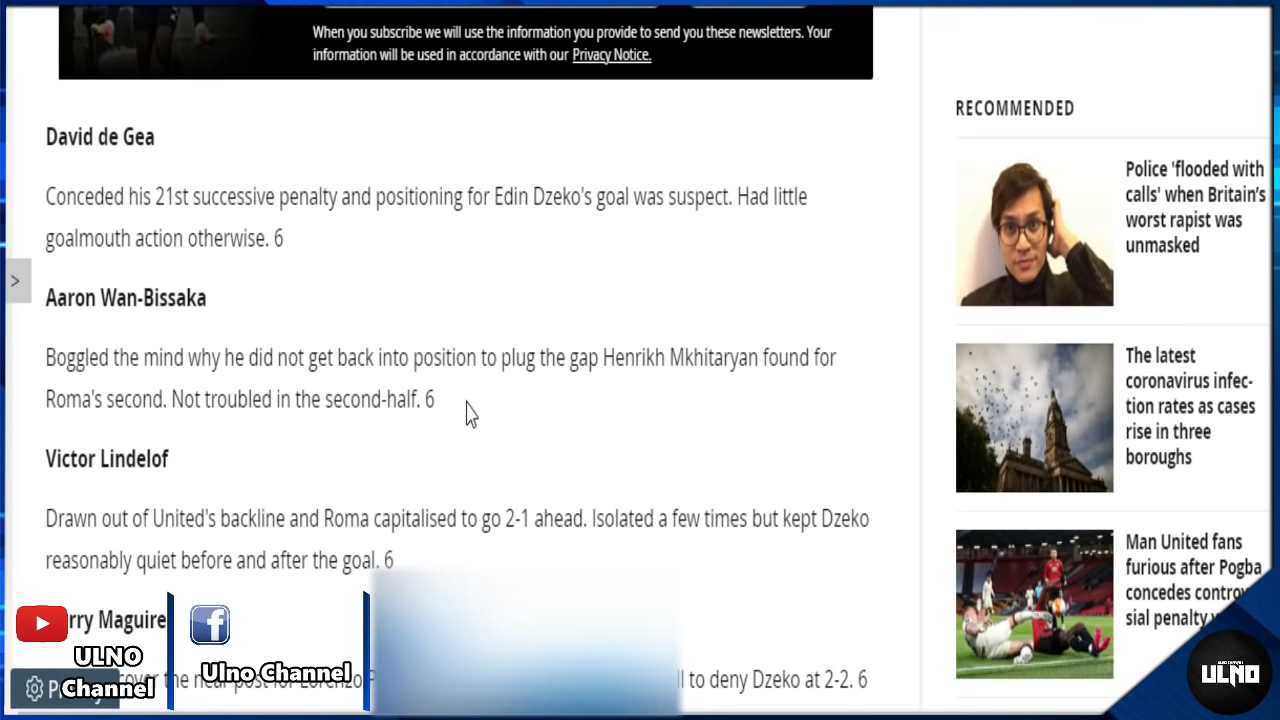 When you subscribe we will use the information you provide to send you these newsletters. Your
information will be used in accordance with our Privacy Notice.
David de Gea
Conceded his 21st successive penalty and positioning for Edin Dzeko's goal was suspect. Had little
goalmouth action otherwise. 6
>
Aaron Wan-Bissaka
Boggled the mind why he did not get back into position to plug the gap Henrikh Mkhitaryan found for
Roma's second. Not troubled in the second-half. 6
Victor Lindelof
Drawn out of United's backline and Roma capitalised to go 2-1 ahead. Isolated a few times but kept Dzeko
reasonably quiet before and after the goal. 6
rry Maguire
the near post for Lorenzo
to deny Dzeko at 2-2. 6
ULNO
Channel
Ulno Channel
RECOMMENDED
Police 'flooded with
calls' when Britain's
worst rapist was
unmasked
The latest
coronavirus infec-
tion rates as cases
rise in three
boroughs
Man United fans
furious after Pogba
concedes contro
sial penalty
ULNO